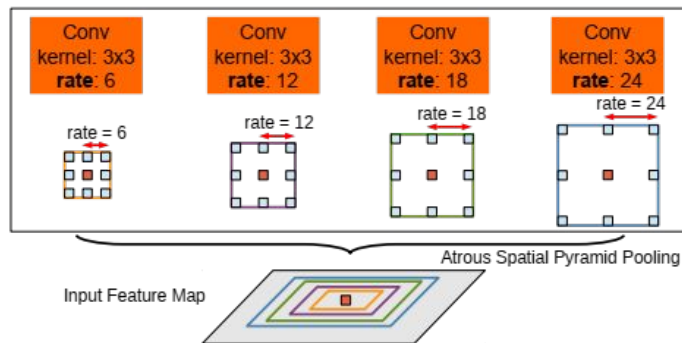 Conv
kernel: 3x3
rate: 6
Conv
kernel: 3x3
rate: 12
Conv
kernel: 3x3
rate: 18
Conv
kernel: 3x3
rate: 24
rate = 6
rate = 12
rate = 18
rate = 24
Atrous Spatial Pyramid Pooling
Input Feature Map